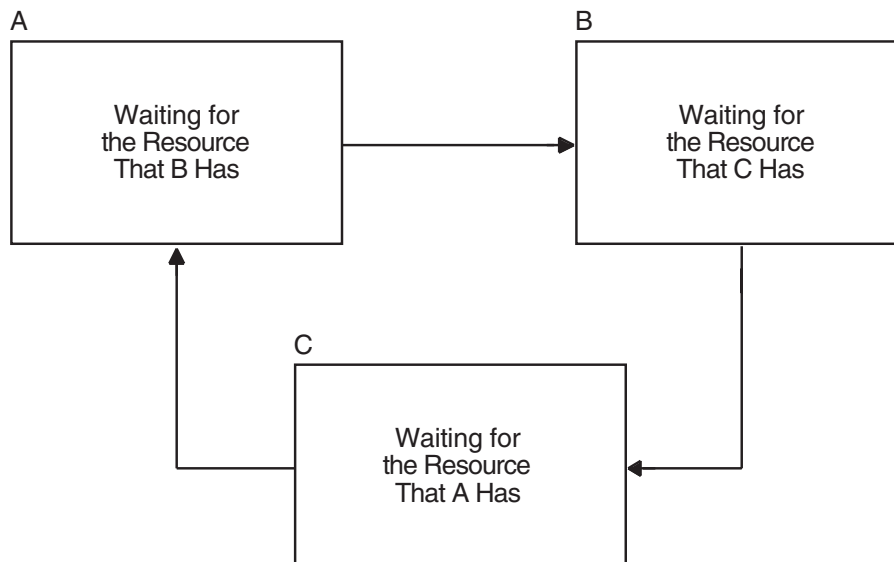 A
Waiting for
the Resource
That B Has
B
Waiting for
the Resource
That C Has
C
Waiting for
the Resource
That A Has